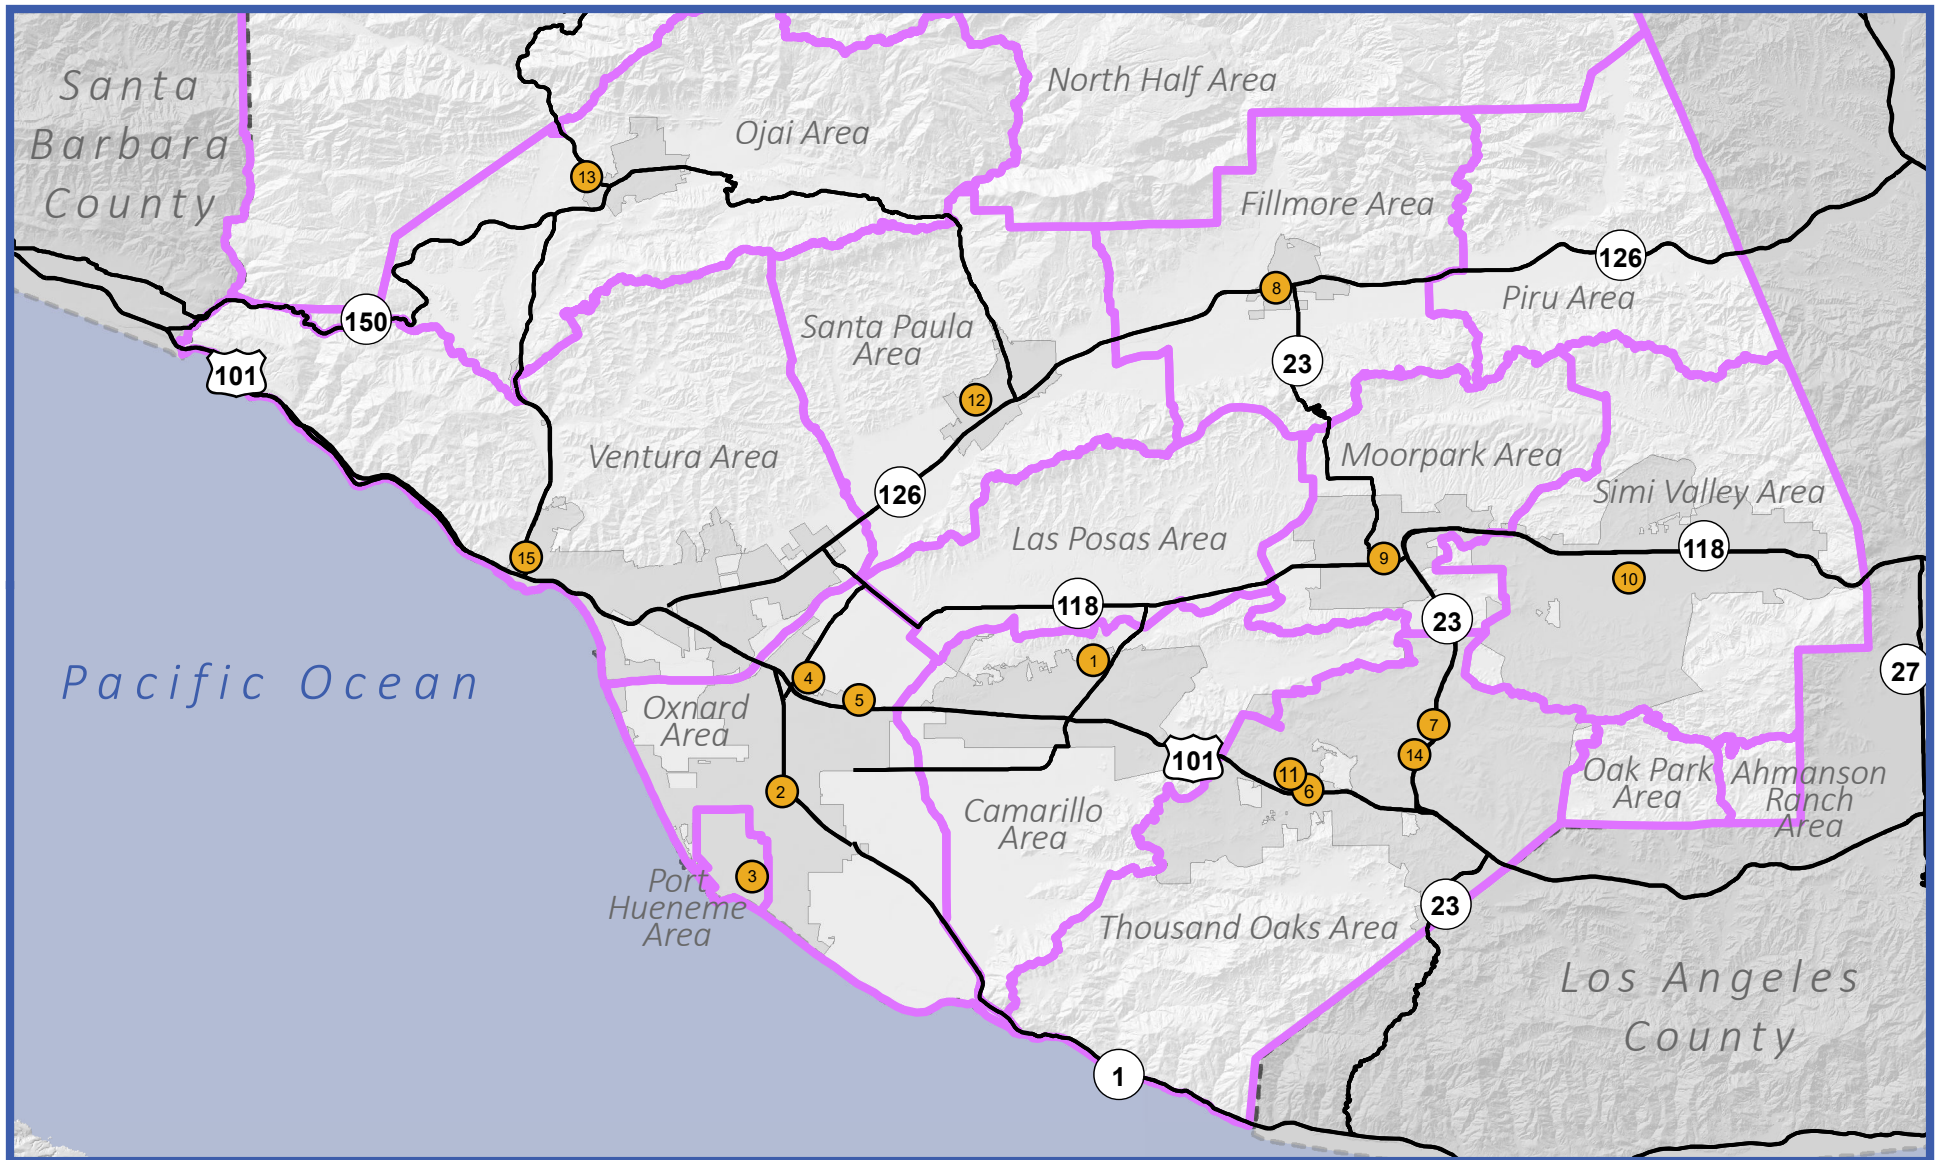 Santa
Barbara
County
North Half Area
Ojai Area
13
Fillmore Area
126
8
Piru Area
150
Santa Paula
Area
101
23
12
Ventura Area
126
Moorpark Area
Simi Valley Area
Las Posas Area
118
15
9
10
118
23
1
27
4
5
Pacific Ocean
Oxnard
Area
7
14
101
11
6
2
Oak Park
Area
Ahmanson
Ranch
Area
Camarillo
Area
3
Port
Hueneme
Area
23
Thousand Oaks Area
Los Angeles
County
1